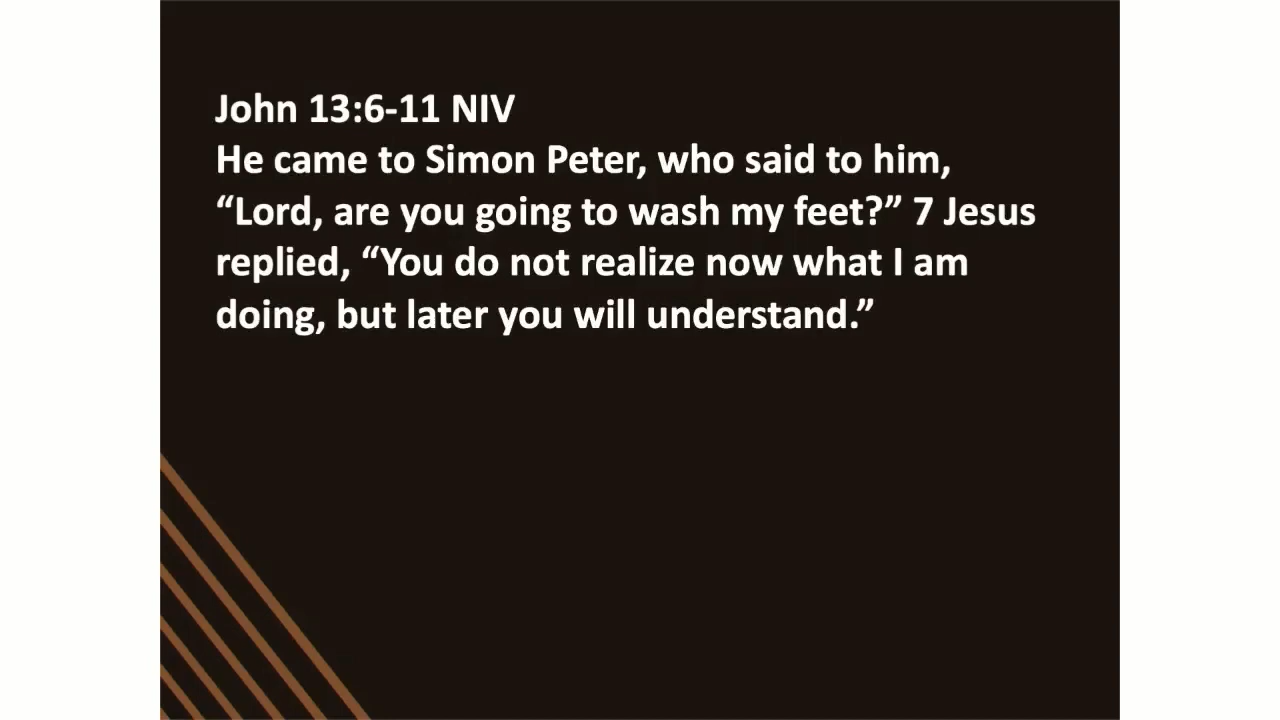 John 13:6-11 NIV
He came to Simon Peter, who said to him,
“Lord, are you going to wash my feet?” 7 Jesus
replied, “You do not realize now what I am
doing, but later you will understand.”